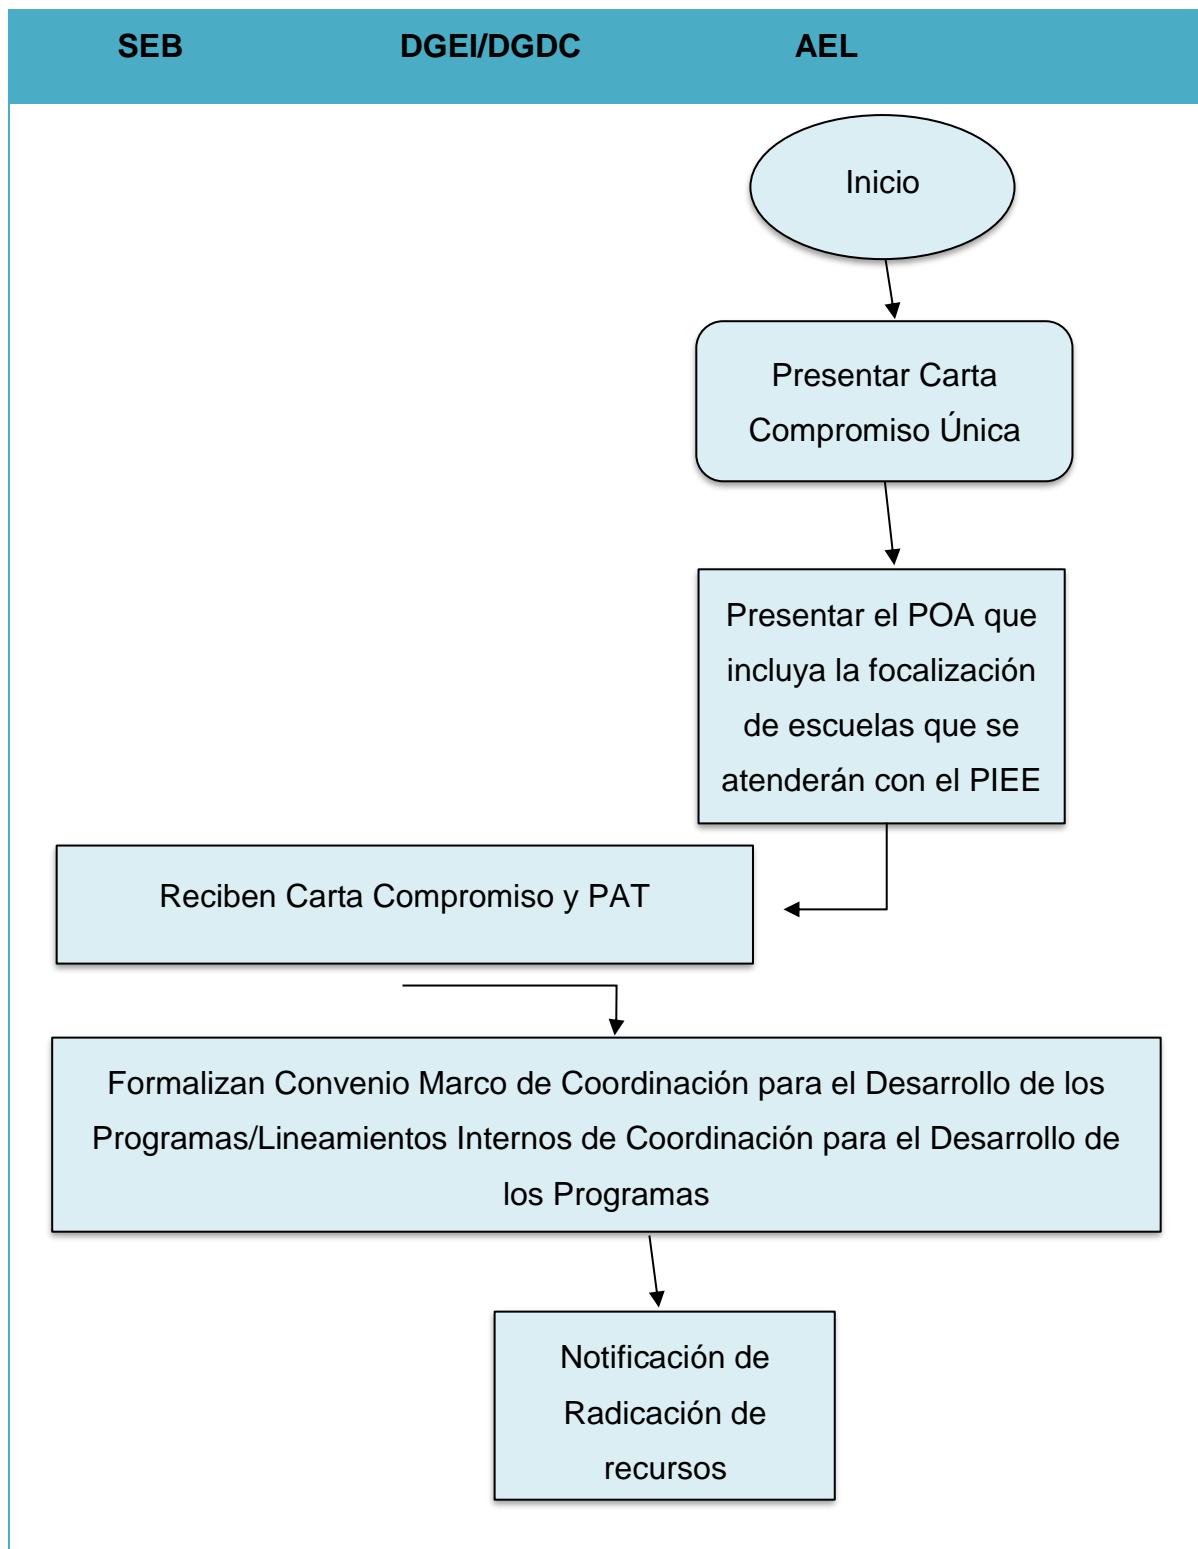 SEB DGEI/DGDC AEL
Inicio
Presentar Carta
Compromiso Única
Presentar el POA que
incluya la focalización
de escuelas que se
atenderán con el PIEE
Reciben Carta Compromiso y PAT
Formalizan Convenio Marco de Coordinación para el Desarrollo de los
Programas/Lineamientos Internos de Coordinación para el Desarrollo de
los Programas
Notificación de
Radicación de
recursos